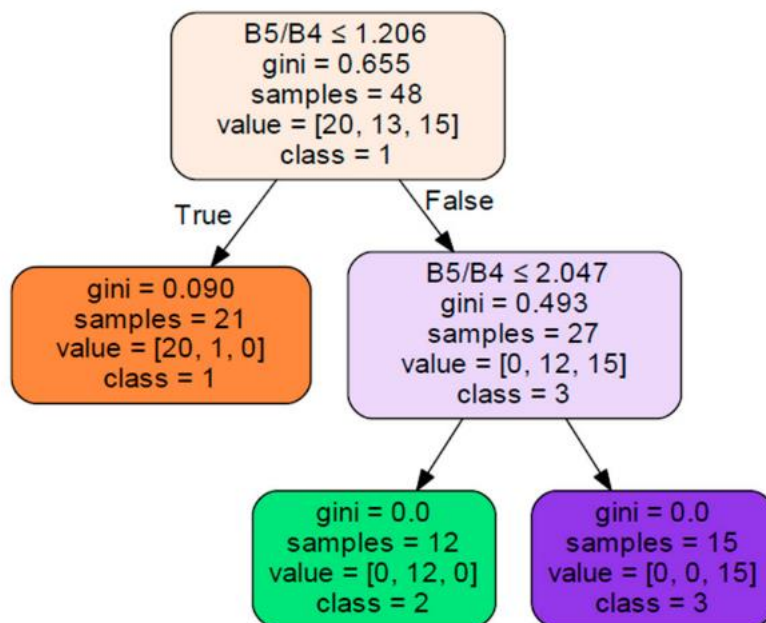 B5/B4 ≤ 1.206
gini = 0.655
samples = 48
value = [20, 13, 15]
class = 1
True
False
gini = 0.090
samples = 21
value = [20, 1, 0]
class = 1
B5/B4 ≤ 2.047
gini = 0.493
samples = 27
value = [0, 12, 15]
class = 3
gini = 0.0
samples = 12
value = [0, 12, 0]
class = 2
gini = 0.0
samples = 15
value = [0, 0, 15]
class = 3